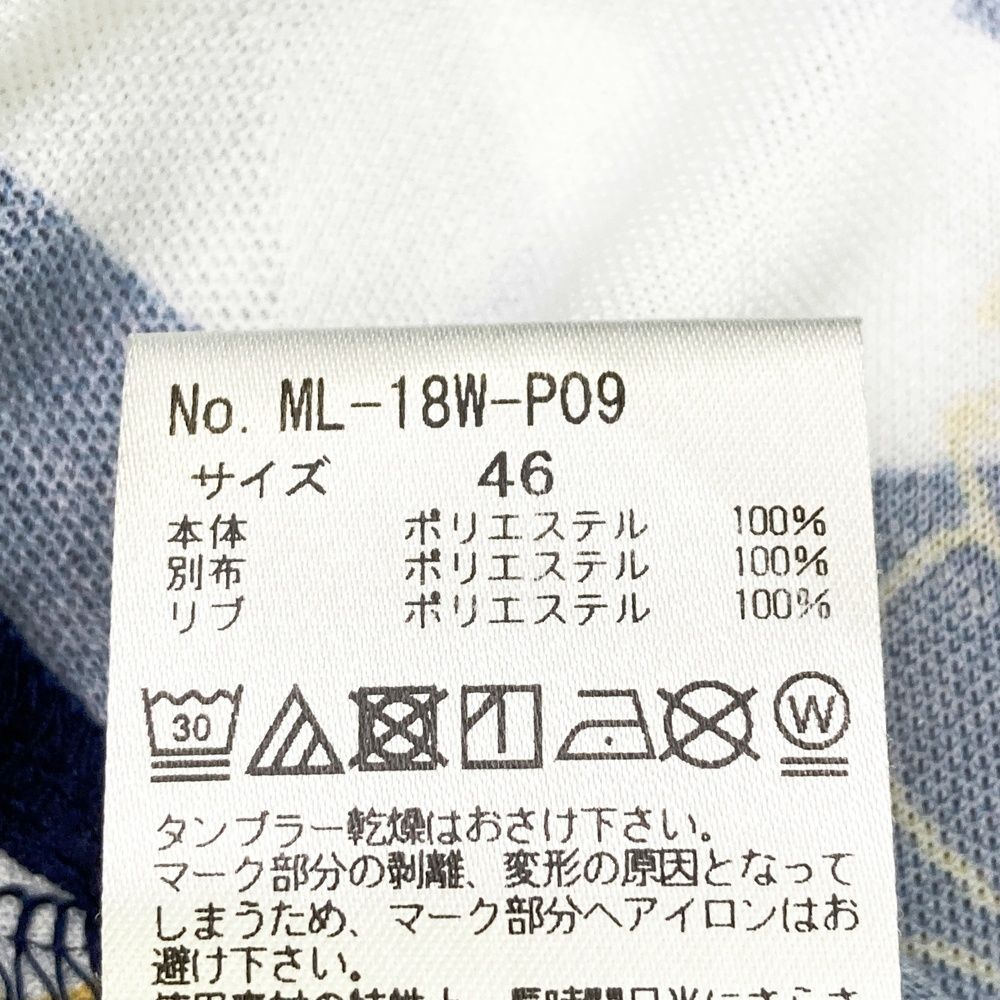 No. ML-18W-P09
サイズ 46
本体 ポリエステル 100%
別布 ポリエステル 100%
リブ ポリエステル 100%
30 W
タンブラー乾燥はおさけ下さい。
マーク部分の剥離、変形の原因となって
しまうため、マーク部分へアイロンはお
避け下さい。